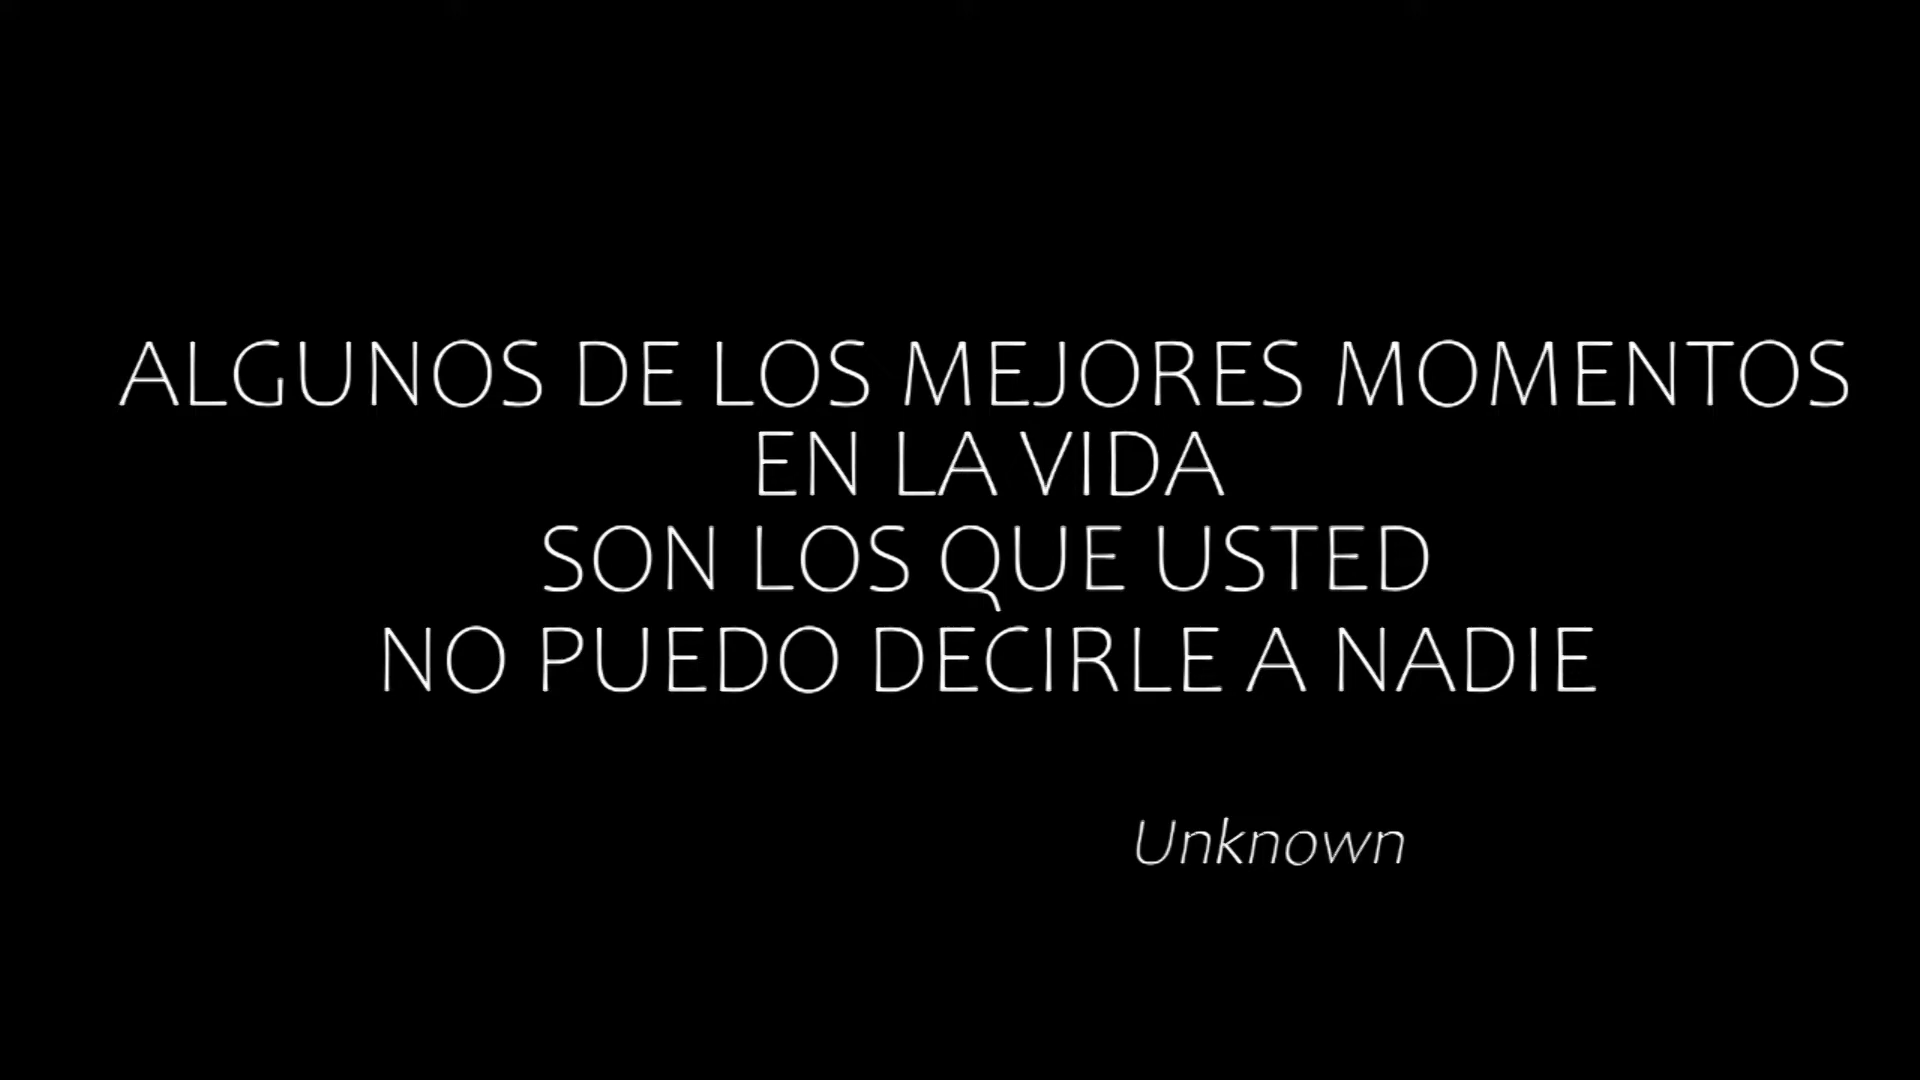 ALGUNOS DE LOS MEJORES MOMENTOS
EN LA VIDA
SON LOS QUE USTED
NO PUEDO DECIRLE A NADIE
Unknown